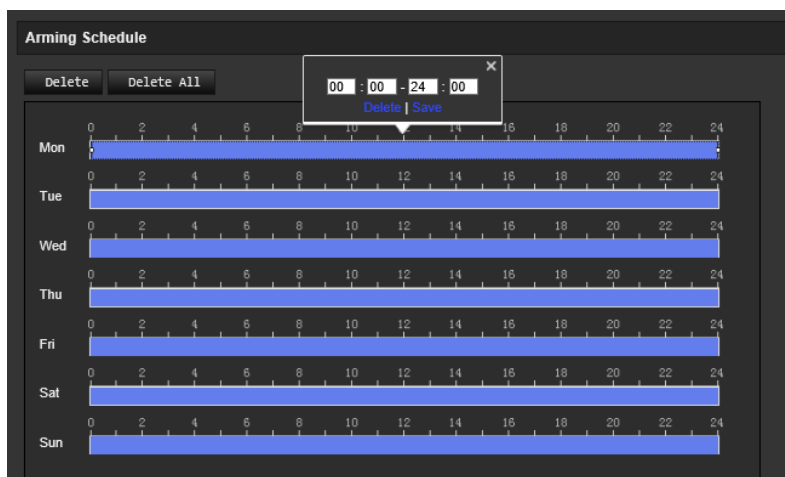 Arming Schedule
×
Delete Delete All
00 : 00 - 24 : 00
Delete | Save
0 2 4 6 8 10 12 14 16 18 20 22 24
Mon
0 2 4 6 8 10 12 14 16 18 20 22 24
Tue
0 2 4 6 8 10 12 14 16 18 20 22 24
Wed
0 2 4 6 8 10 12 14 16 18 20 22 24
Thu
0 2 4 6 8 10 12 14 16 18 20 22 24
Fri
0 2 4 6 8 10 12 14 16 18 20 22 24
Sat
0 2 4 6 8 10 12 14 16 18 20 22 24
Sun